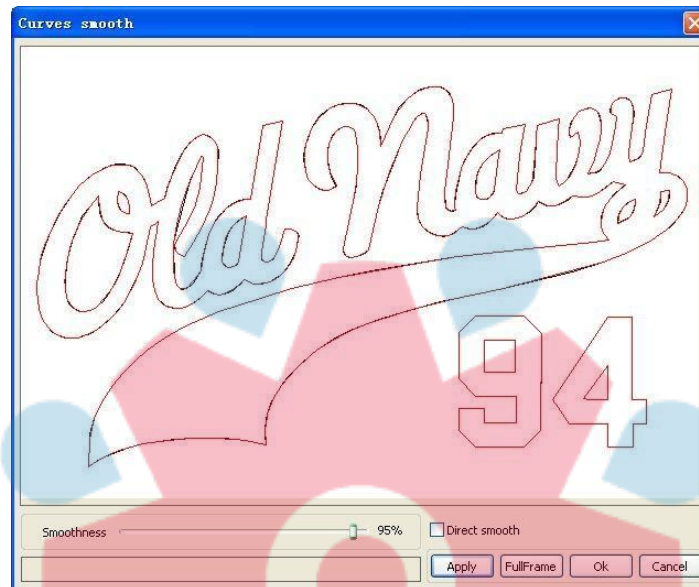 Curves smooth
Old Navy
94
Smoothness 95% Direct smooth
Apply FullFrame Ok Cancel